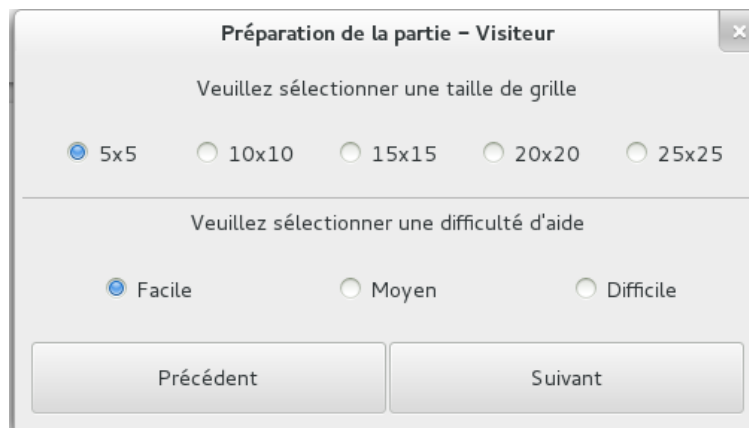 Préparation de la partie – Visiteur
Veuillez sélectionner une taille de grille
5x5 10x10 15x15 20x20 25x25
Veuillez sélectionner une difficulté d'aide
Facile Moyen Difficile
Précédent Suivant